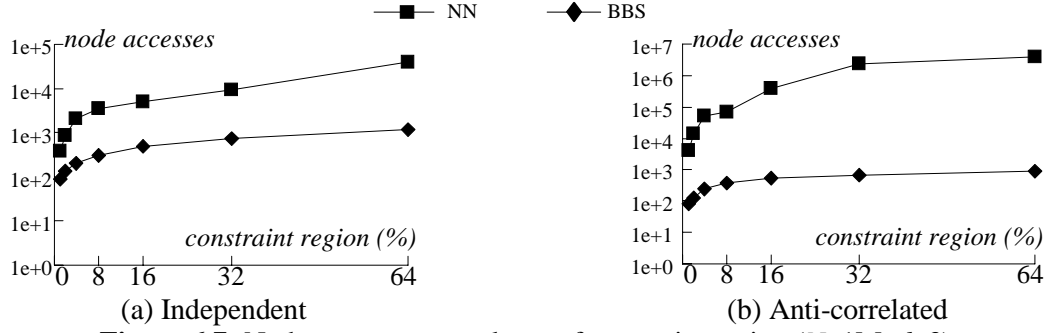 NN BBS
node accesses
1e+5
1e+4
1e+3
1e+2
1e+1
1e+0
constraint region (%)
0 8 16 32 64
(a) Independent
node accesses
1e+7
1e+6
1e+5
1e+4
1e+3
1e+2
1e+1
1e+0
constraint region (%)
0 8 16 32 64
(b) Anti-correlated